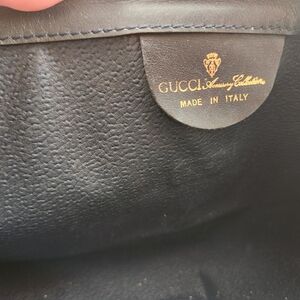 GUCCI Accessory Collection
MADE IN ITALY